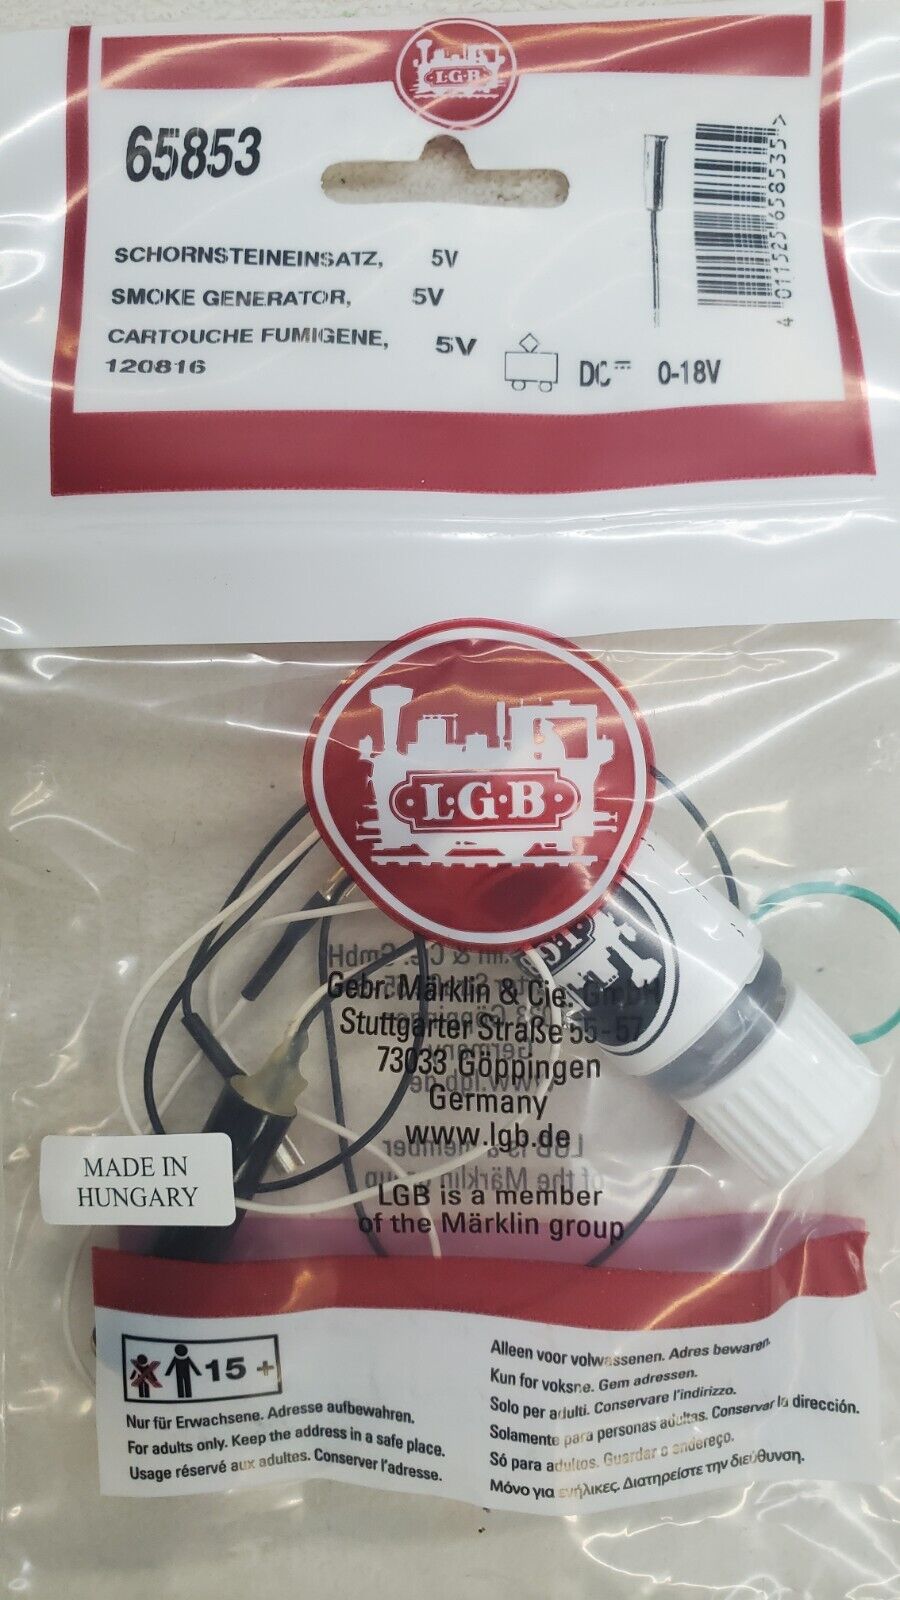 L·G·B
65853
4 011525 658535 >
SCHORNSTEINEINSATZ, 5V
SMOKE GENERATOR, 5V
CARTOUCHE FUMIGENE, 5V
120816
DC 0-18V
L·G·B
Gebr. Märklin & Cie. GmbH
Stuttgarter Straße 55-57
73033 Göppingen
Germany
www.lgb.de
LGB is a member
of the Märklin group
MADE IN
HUNGARY
15 +
Nur für Erwachsene. Adresse aufbewahren.
For adults only. Keep the address in a safe place.
Usage réservé aux adultes. Conserver l'adresse.
Alleen voor volwassenen. Adres bewaren.
Kun for voksne. Gem adressen.
Solo per adulti. Conservare l'indirizzo.
Solamente para personas adultas. Conservar la dirección.
Só para adultos. Guardar o endereço.
Μόνο για ενήλικες. Διατηρείστε την διεύθυνση.